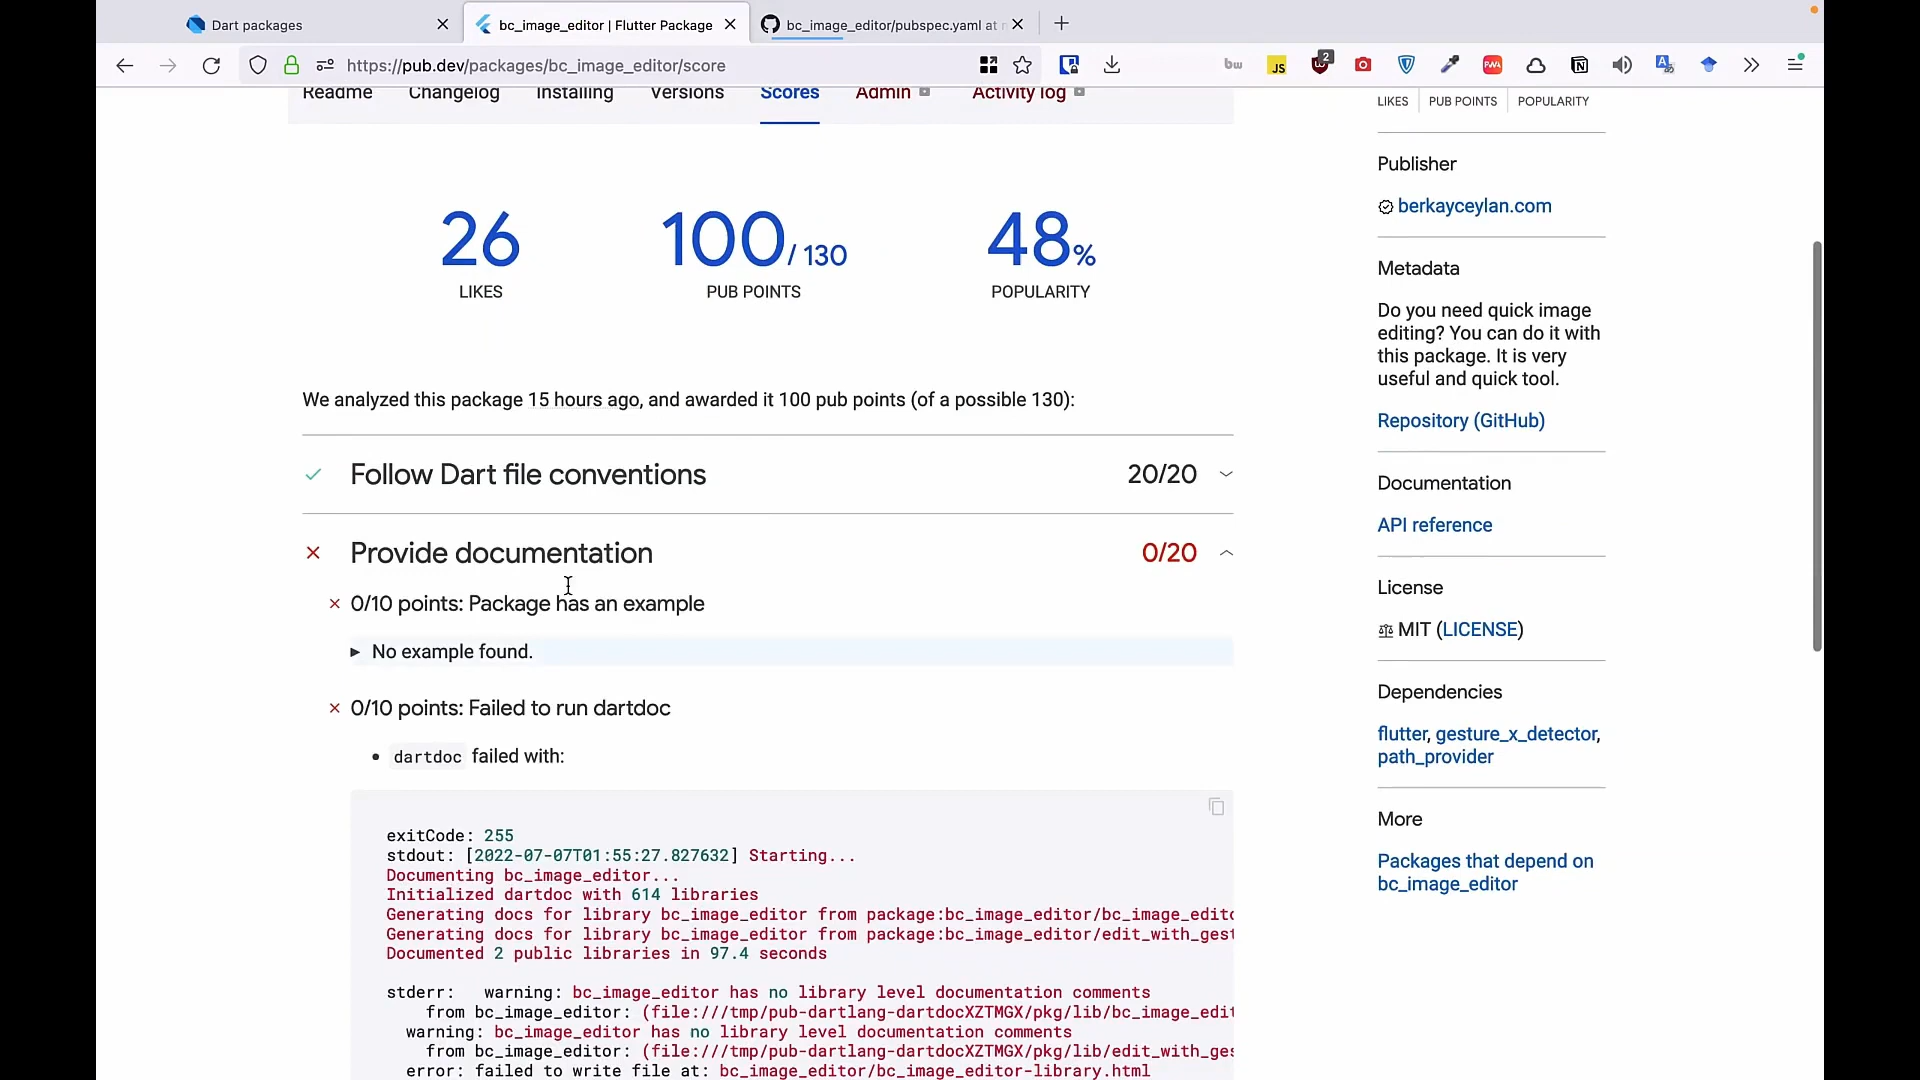 Dart packages
bc_image_editor | Flutter Package
bc_image_editor/pubspec.yaml at
https://pub.dev/packages/bc_image_editor/score
bw
JS
2
PWA
Readme
Changelog
Installing
Versions
Scores
Admin
Activity log
26
LIKES
100/ 130
PUB POINTS
48%
POPULARITY
We analyzed this package 15 hours ago, and awarded it 100 pub points (of a possible 130):
Follow Dart file conventions
20/20
Provide documentation
0/20
0/10 points: Package has an example
No example found.
0/10 points: Failed to run dartdoc
dartdoc failed with:
exitCode: 255
stdout: [2022-07-07T01:55:27.827632] Starting...
Documenting bc_image_editor...
Initialized dartdoc with 614 libraries
Generating docs for library bc_image_editor from package:bc_image_editor/bc_image_edito
Generating docs for library bc_image_editor from package:bc_image_editor/edit_with_gest
Documented 2 public libraries in 97.4 seconds
stderr: warning: bc_image_editor has no library level documentation comments
from bc_image_editor: (file:///tmp/pub-dartlang-dartdocXZTMGX/pkg/lib/bc_image_edit
warning: bc_image_editor has no library level documentation comments
from bc_image_editor: (file:///tmp/pub-dartlang-dartdocXZTMGX/pkg/lib/edit_with_ges
error: failed to write file at: bc_image_editor/bc_image_editor-library.html
LIKES
PUB POINTS
POPULARITY
Publisher
berkayceylan.com
Metadata
Do you need quick image
editing? You can do it with
this package. It is very
useful and quick tool.
Repository (GitHub)
Documentation
API reference
License
MIT (LICENSE)
Dependencies
flutter, gesture_x_detector,
path_provider
More
Packages that depend on
bc_image_editor